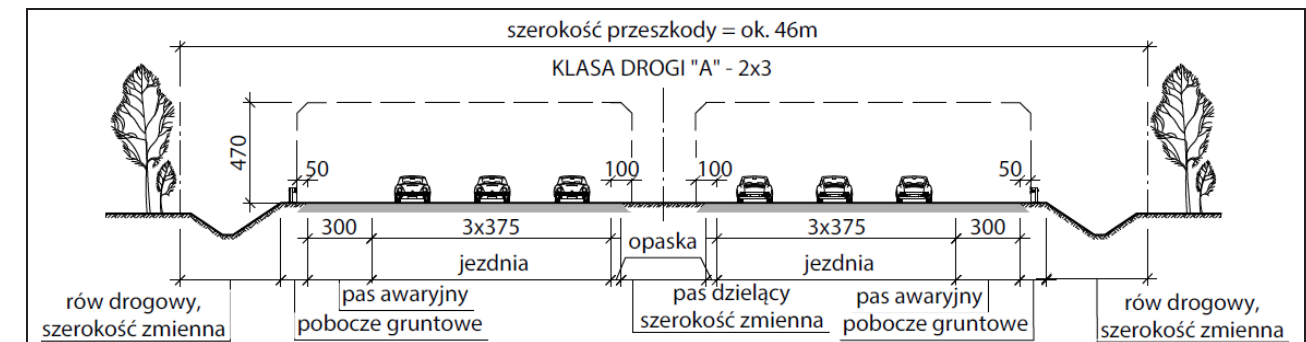 szerokość przeszkody = ok. 46m
KLASA DROGI "A" - 2x3
470
50
100
100
50
300
3x375
opaska
3x375
300
jezdnia
jezdnia
rów drogowy,
szerokość zmienna
pas awaryjny
pobocze gruntowe
pas dzielący
szerokość zmienna
pas awaryjny
pobocze gruntowe
rów drogowy,
szerokość zmienna